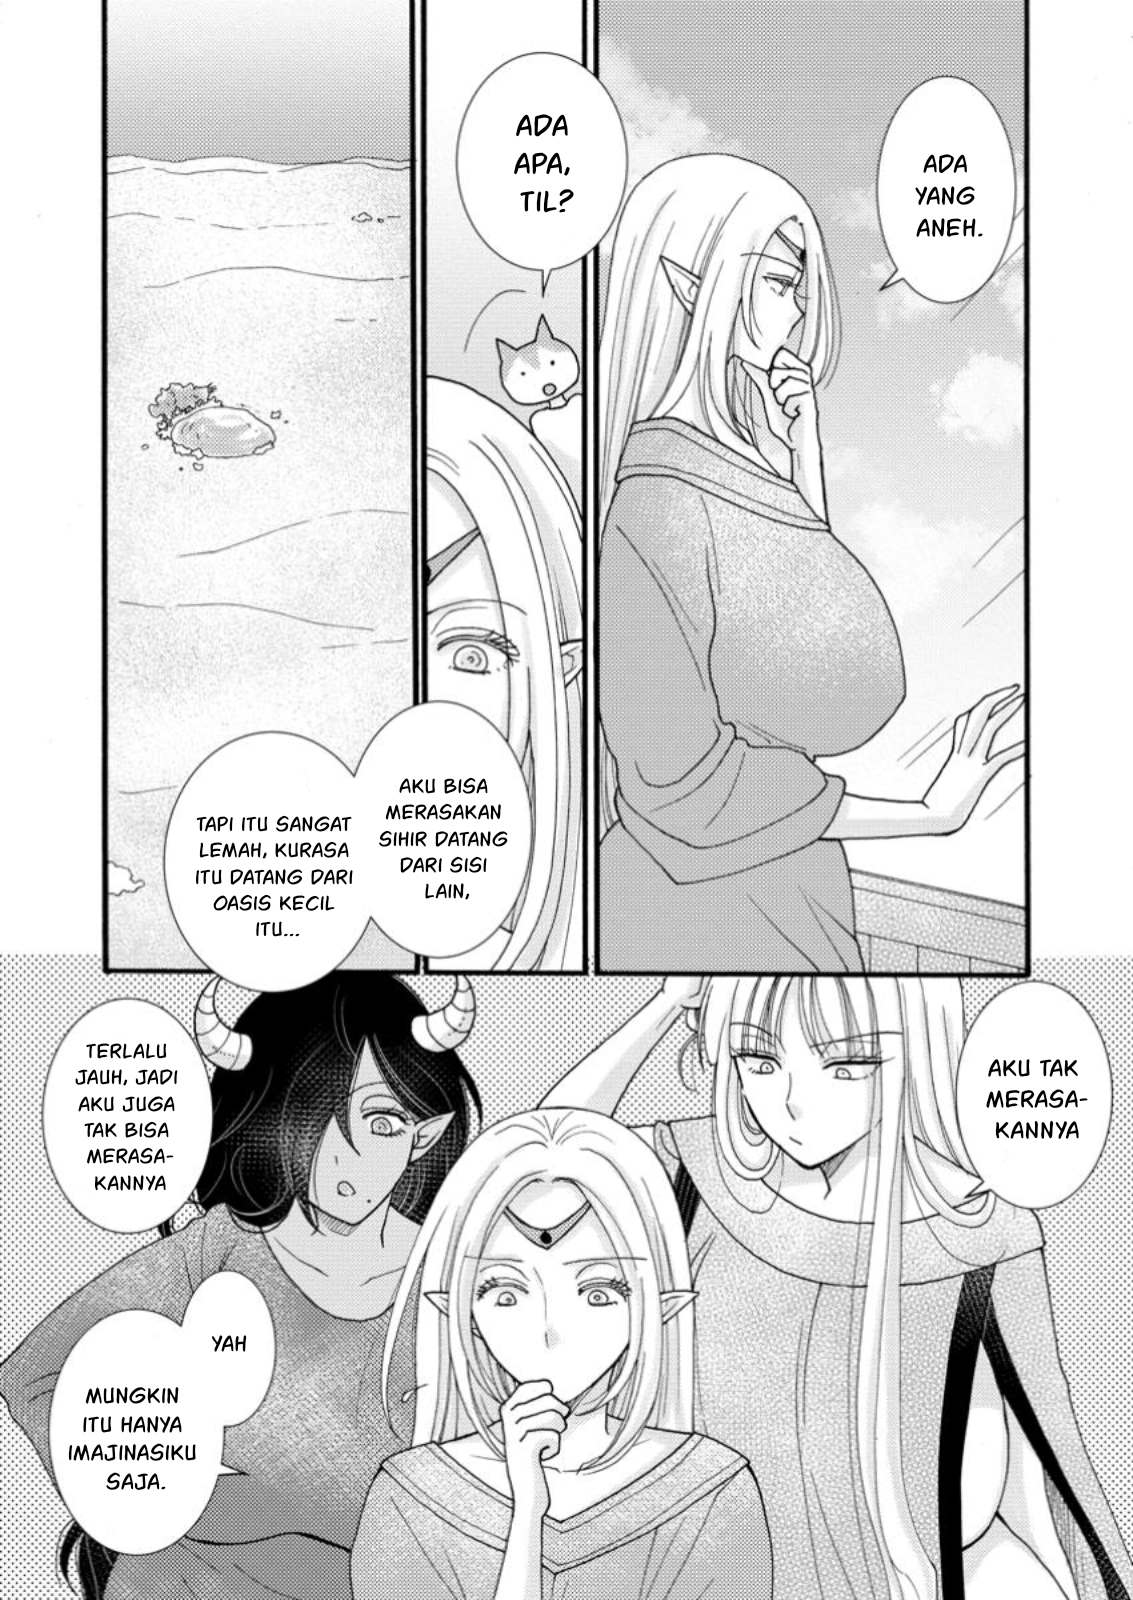 ADA
YANG
ANEH.
ADA
APA,
TIL?
AKU BISA
MERASAKAN
SIHIR DATANG
DARI SISI
LAIN,
TAPI ITU SANGAT
LEMAH, KURASA
ITU DATANG DARI
OASIS KECIL
ITU...
AKU TAK
MERASA-
KANNYA
TERLALU
JAUH, JADI
AKU JUGA
TAK BISA
MERASA-
KANNYA
YAH
MUNGKIN
ITU HANYA
IMAJINASIKU
SAJA.